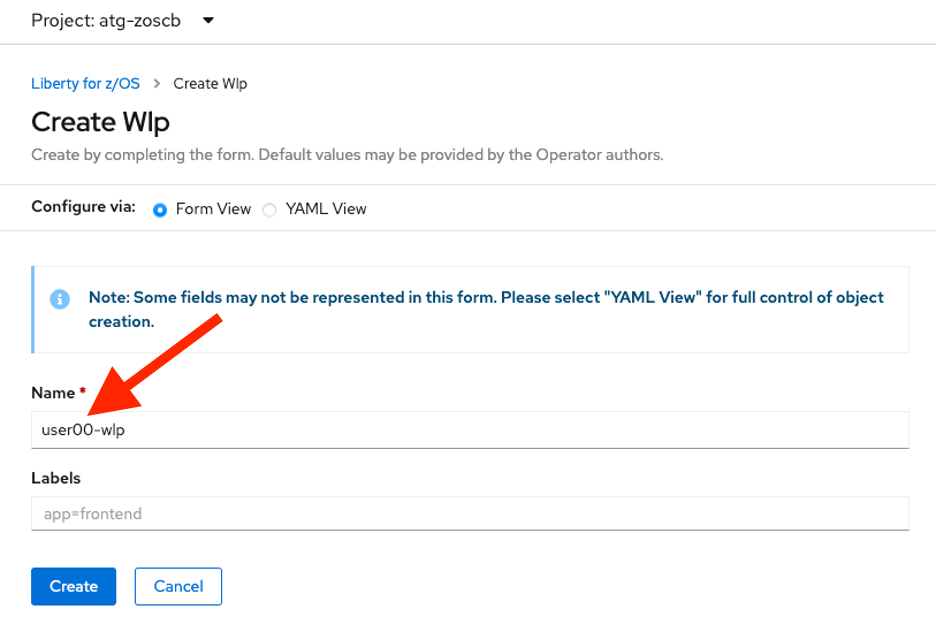 Project: atg-zoscb
Liberty for z/OS > Create Wlp
Create Wlp
Create by completing the form. Default values may be provided by the Operator authors.
Configure via: Form View YAML View
Note: Some fields may not be represented in this form. Please select "YAML View" for full control of object
creation.
Name *
user00-wlp
Labels
app=frontend
Create Cancel